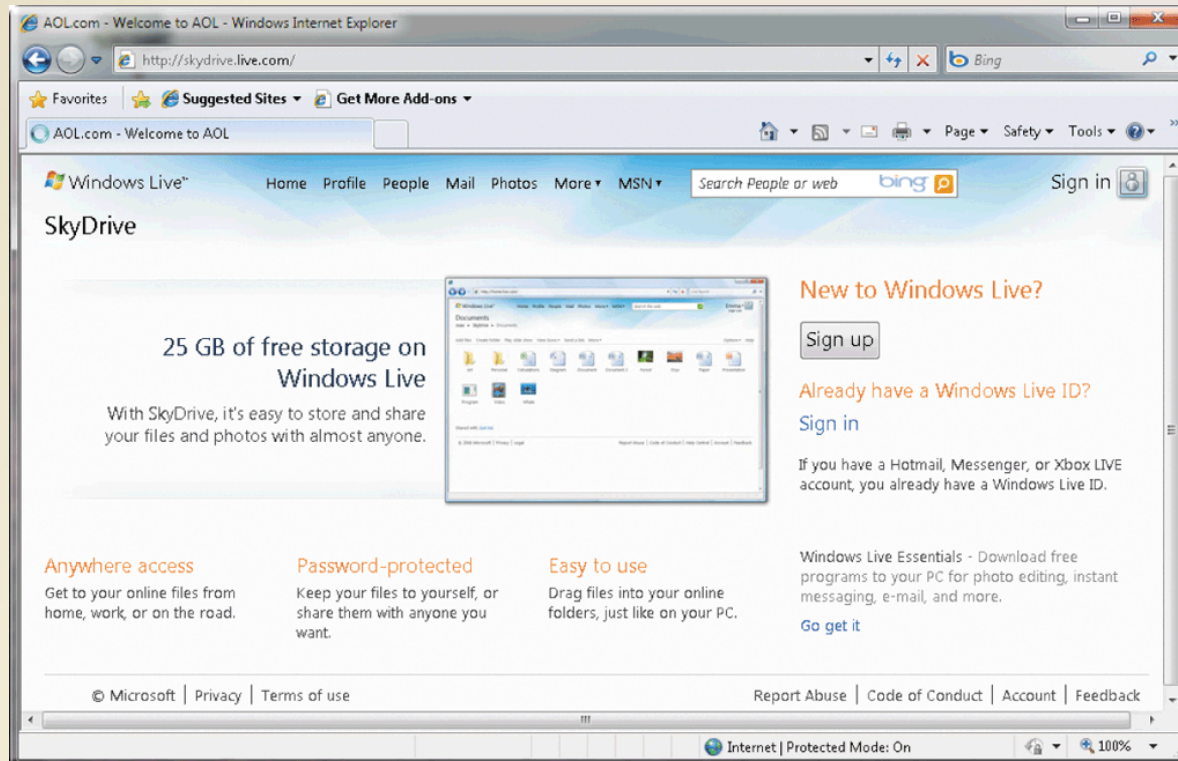 AOL.com - Welcome to AOL - Windows Internet Explorer
http://skydrive.live.com/
Bing
Favorites Suggested Sites Get More Add-ons
AOL.com - Welcome to AOL
Page Safety Tools
Windows Live™ Home Profile People Mail Photos More MSN Search People or web bing Sign in
SkyDrive
25 GB of free storage on
Windows Live
With SkyDrive, it's easy to store and share
your files and photos with almost anyone.
Windows Live
Documents
New to Windows Live?
Sign up
Already have a Windows Live ID?
Sign in
If you have a Hotmail, Messenger, or Xbox LIVE
account, you already have a Windows Live ID.
Anywhere access
Get to your online files from
home, work, or on the road.
Password-protected
Keep your files to yourself, or
share them with anyone you
want.
Easy to use
Drag files into your online
folders, just like on your PC.
Windows Live Essentials - Download free
programs to your PC for photo editing, instant
messaging, e-mail, and more.
Go get it
© Microsoft | Privacy | Terms of use Report Abuse | Code of Conduct | Account | Feedback
Internet | Protected Mode: On 100%